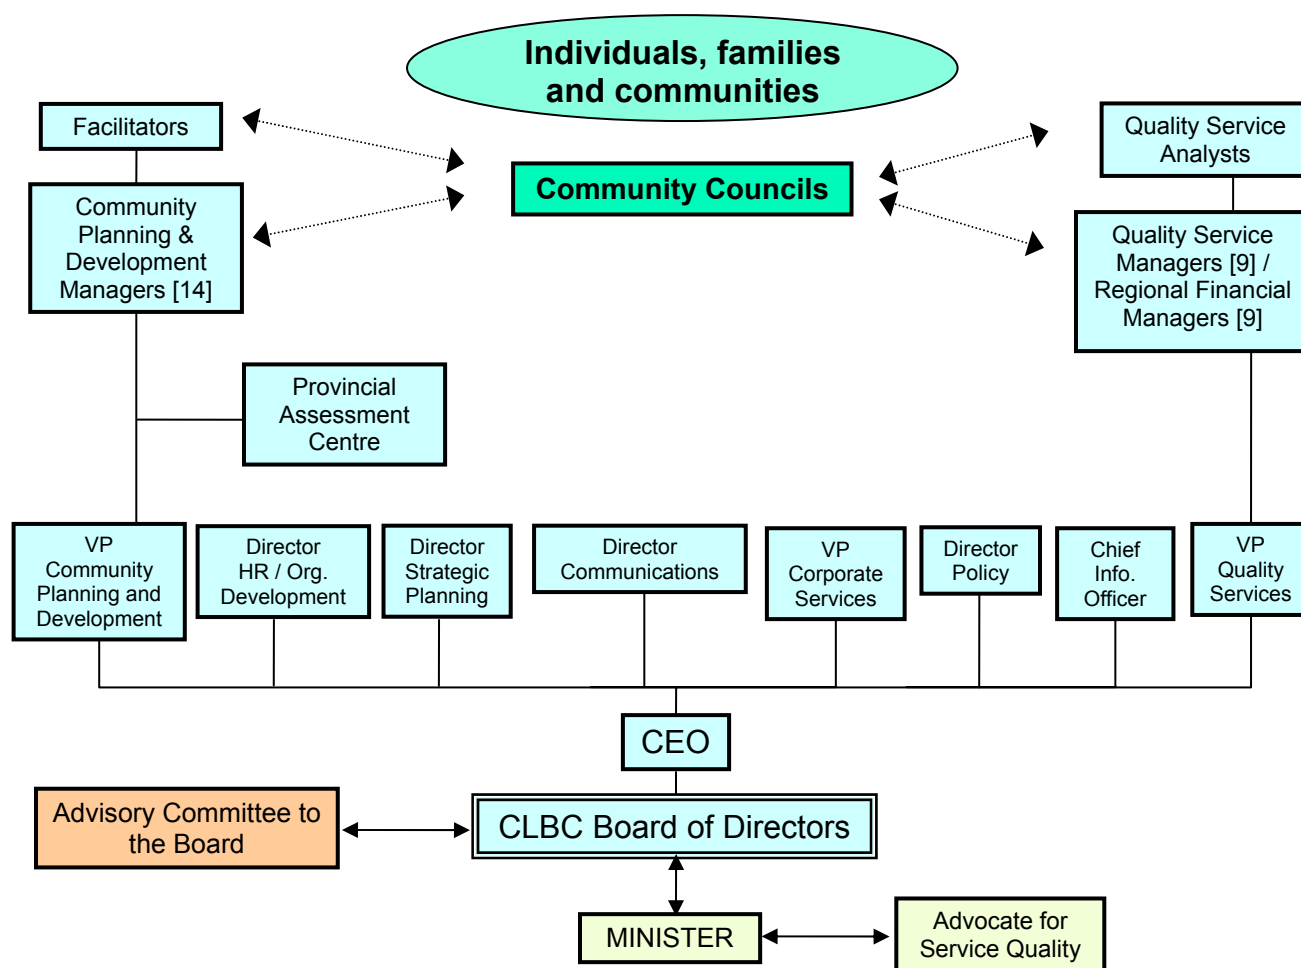 Individuals, families
and communities
Facilitators
Quality Service
Analysts
Community Councils
Community
Planning &
Development
Managers [14]
Quality Service
Managers [9] /
Regional Financial
Managers [9]
Provincial
Assessment
Centre
VP
Community
Planning and
Development
Director
HR / Org.
Development
Director
Strategic
Planning
Director
Communications
VP
Corporate
Services
Director
Policy
Chief
Info.
Officer
VP
Quality
Services
CEO
Advisory Committee to
the Board
CLBC Board of Directors
MINISTER
Advocate for
Service Quality